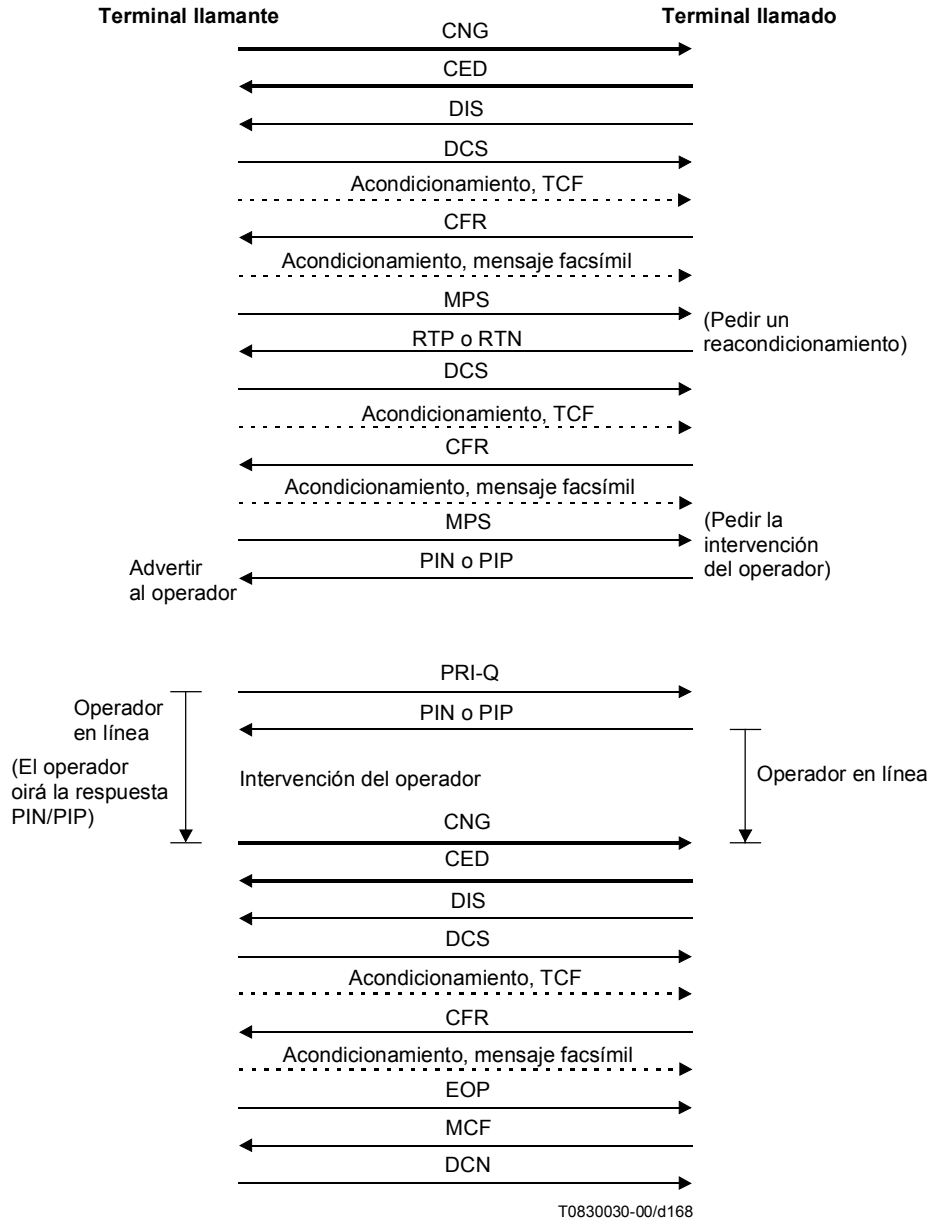 Terminal llamante
Terminal llamado
CNG
CED
DIS
DCS
Acondicionamiento, TCF
CFR
Acondicionamiento, mensaje facsímil
MPS
(Pedir un
reacondicionamiento)
RTP o RTN
DCS
Acondicionamiento, TCF
CFR
Acondicionamiento, mensaje facsímil
MPS
(Pedir la
intervención
del operador)
PIN o PIP
Advertir
al operador
PRI-Q
Operador
en línea
PIN o PIP
(El operador
oirá la respuesta
PIN/PIP)
Intervención del operador
Operador en línea
CNG
CED
DIS
DCS
Acondicionamiento, TCF
CFR
Acondicionamiento, mensaje facsímil
EOP
MCF
DCN
T0830030-00/d168